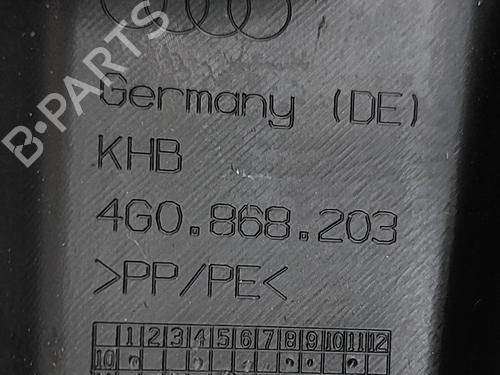 B-PARTS
Germany (DE)
KHB
4G0.868.203
>PP/PE<
1 2 3 4 5 6 7 8 9 10 11 12
10